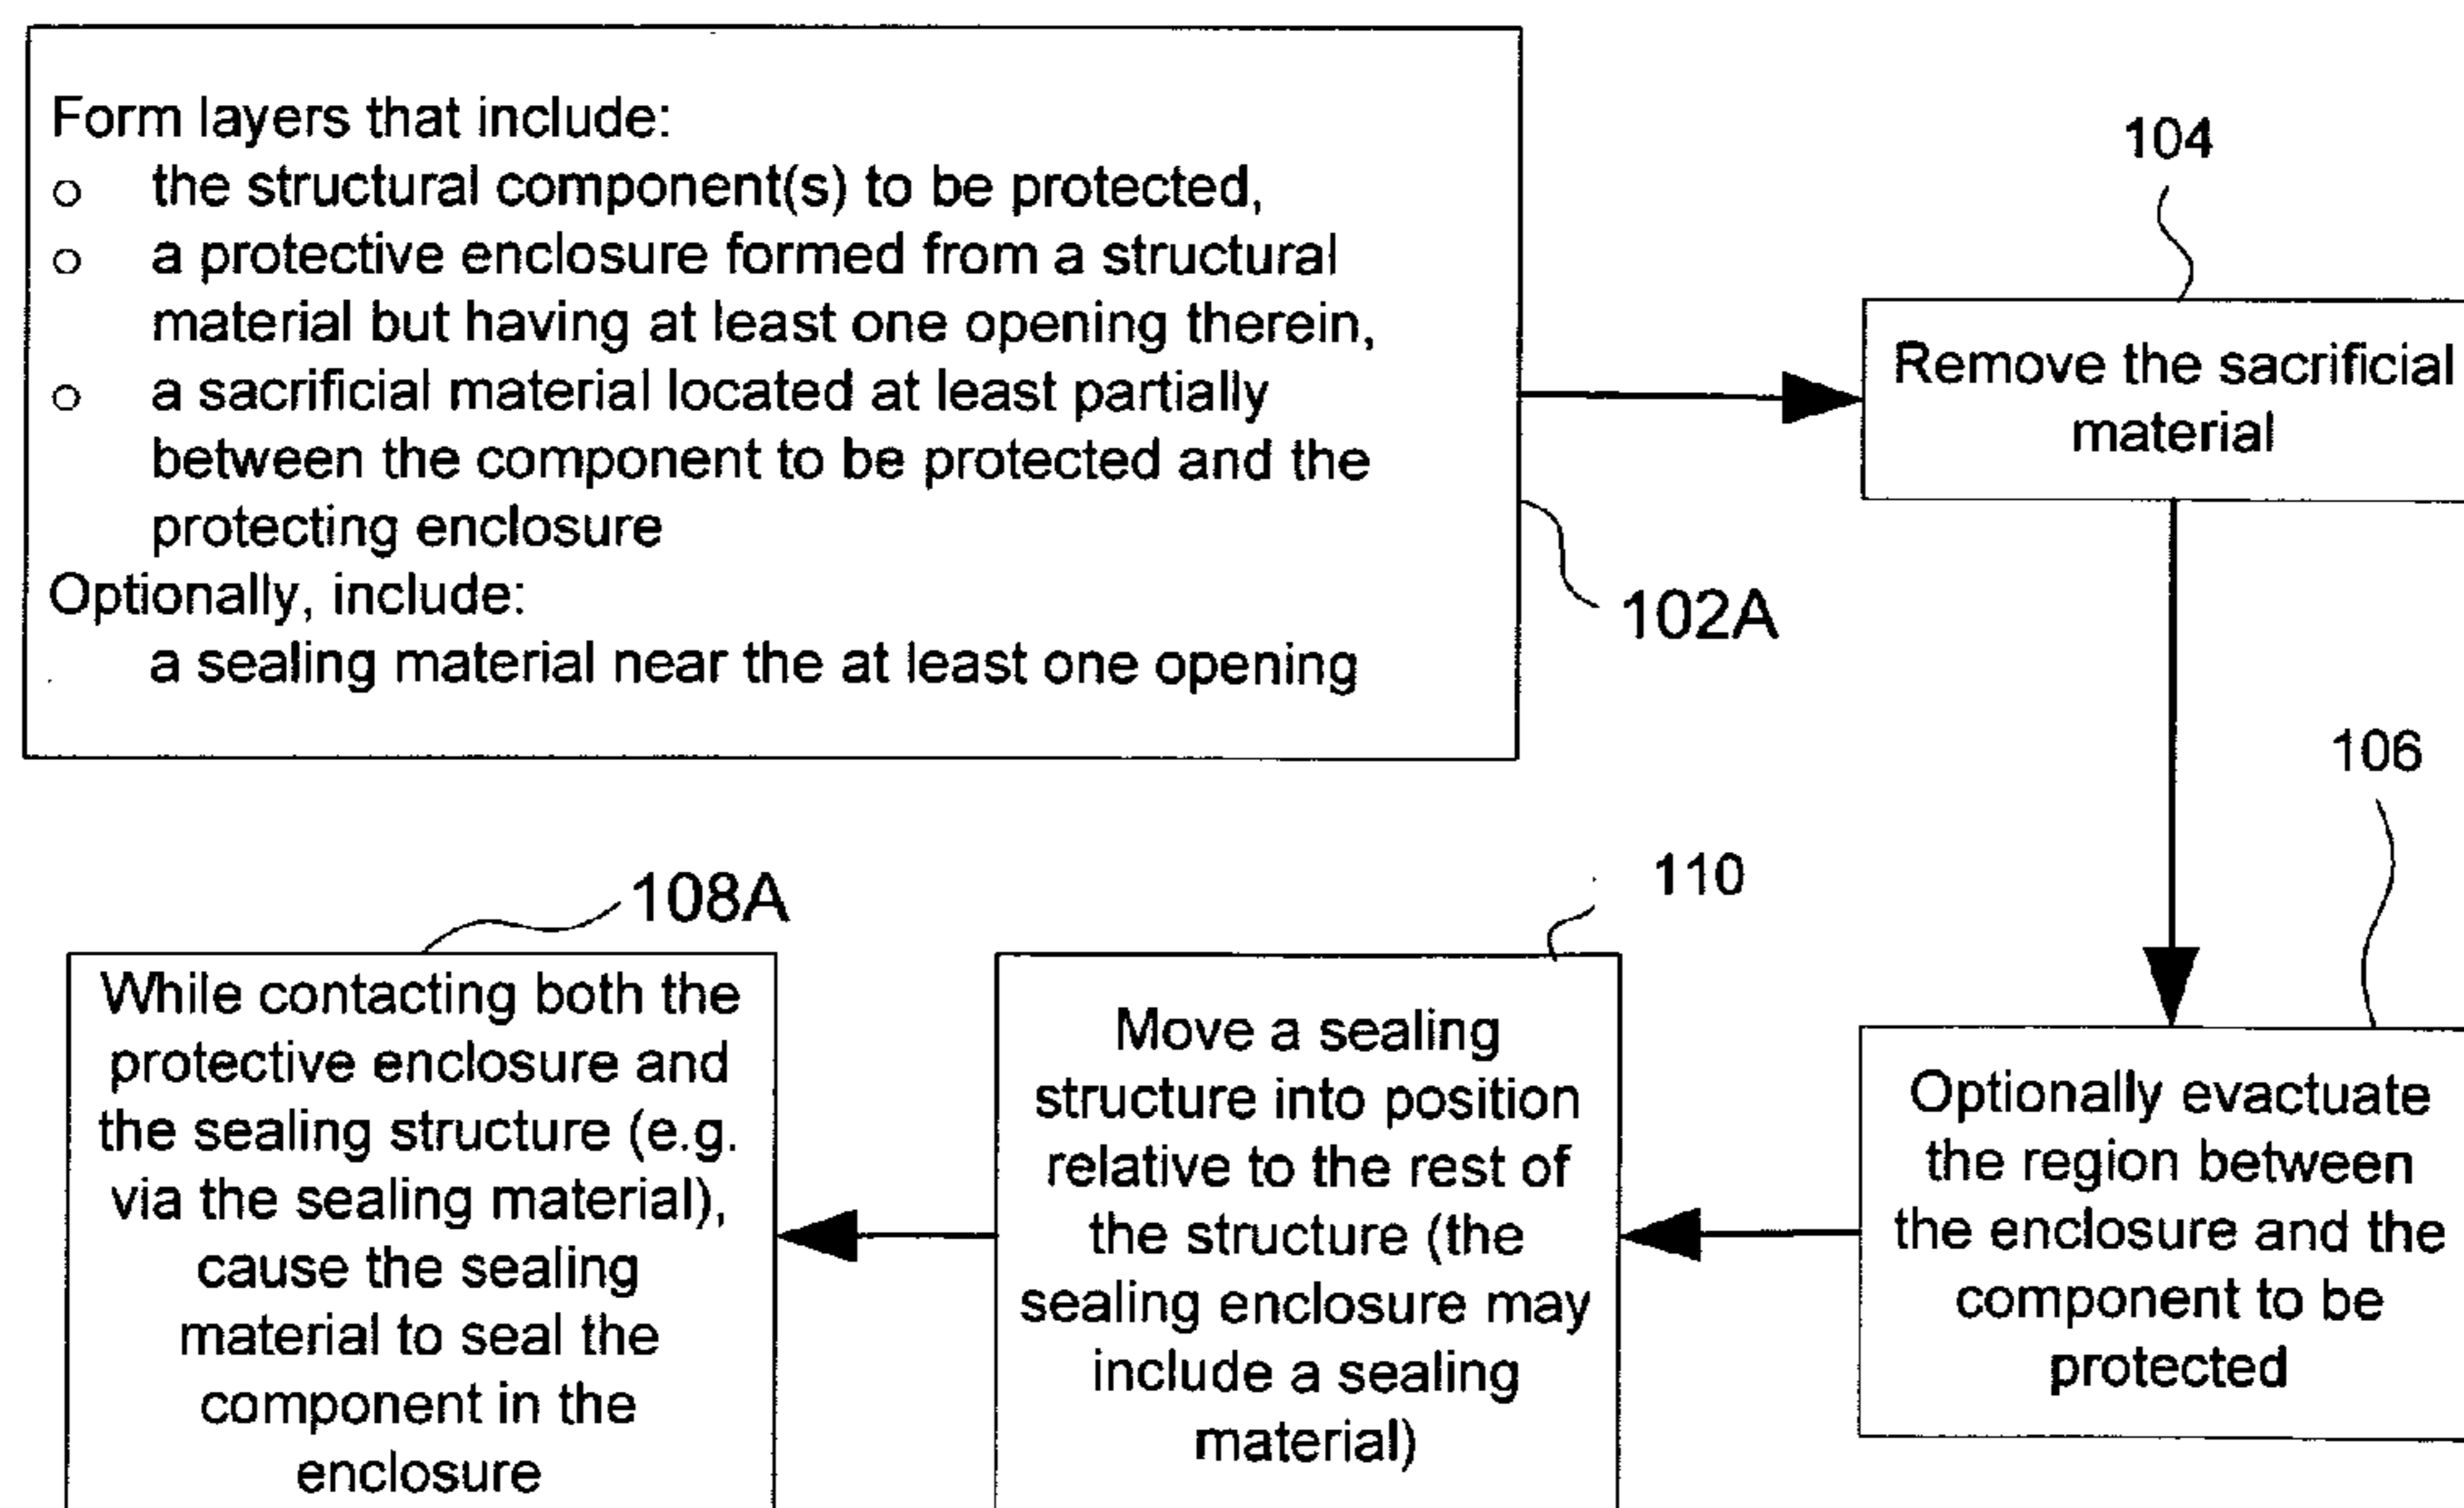 Form layers that include:
○ the structural component(s) to be protected,
○ a protective enclosure formed from a structural
material but having at least one opening therein,
○ a sacrificial material located at least partially
between the component to be protected and the
protecting enclosure
Optionally, include:
a sealing material near the at least one opening
102A
104
Remove the sacrificial
material
106
Optionally evactuate
the region between
the enclosure and the
component to be
protected
110
Move a sealing
structure into position
relative to the rest of
the structure (the
sealing enclosure may
include a sealing
material)
108A
While contacting both the
protective enclosure and
the sealing structure (e.g.
via the sealing material),
cause the sealing
material to seal the
component in the
enclosure